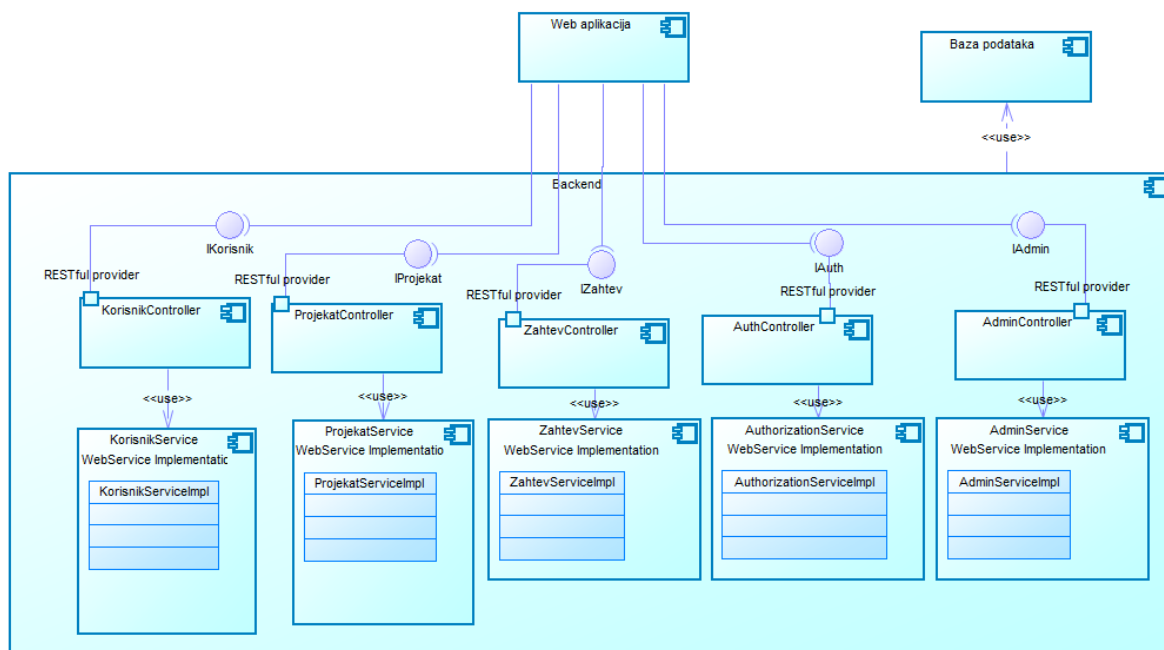 Web aplikacija
Baza podataka
<<use>>
Backend
IKorisnik
IProjekat
IZahtev
IAuth
IAdmin
RESTful provider
RESTful provider
RESTful provider
RESTful provider
RESTful provider
KorisnikController
ProjekatController
ZahtevController
AuthController
AdminController
<<use>>
<<use>>
<<use>>
<<use>>
<<use>>
KorisnikService
WebService Implementatic
KorisnikServiceImpl
ProjekatService
WebService Implementatio
ProjekatServiceImpl
ZahtevService
WebService Implementation
ZahtevServiceImpl
AuthorizationService
WebService Implementation
AuthorizationServiceImpl
AdminService
WebService Implementation
AdminServiceImpl